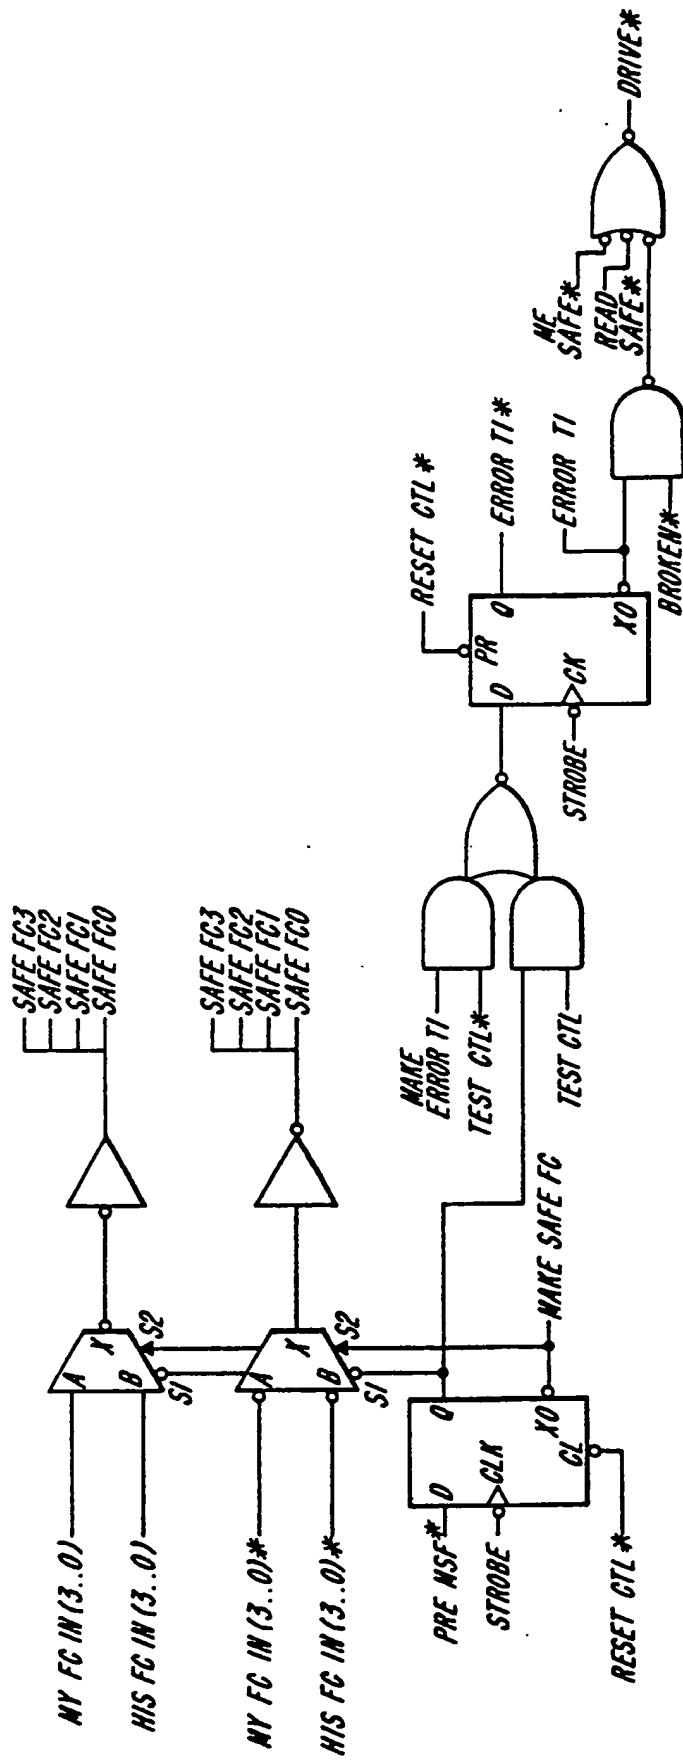 MY FC IN (3..0)
HIS FC IN (3..0)
A
B
X
S1
S2
SAFE FC3
SAFE FC2
SAFE FC1
SAFE FC0
MY FC IN (3..0)*
HIS FC IN (3..0)*
A
B
X
S1
S2
SAFE FC3
SAFE FC2
SAFE FC1
SAFE FC0
PRE MSF*
STROBE
D
CLK
Q
XO
CL
RESET CTL*
MAKE SAFE FC
MAKE
ERROR T1
TEST CTL*
TEST CTL
RESET CTL*
PR
D
Q
CK
XO
STROBE
ERROR T1*
ERROR T1
BROKEN*
ME
SAFE*
READ
SAFE*
DRIVE*